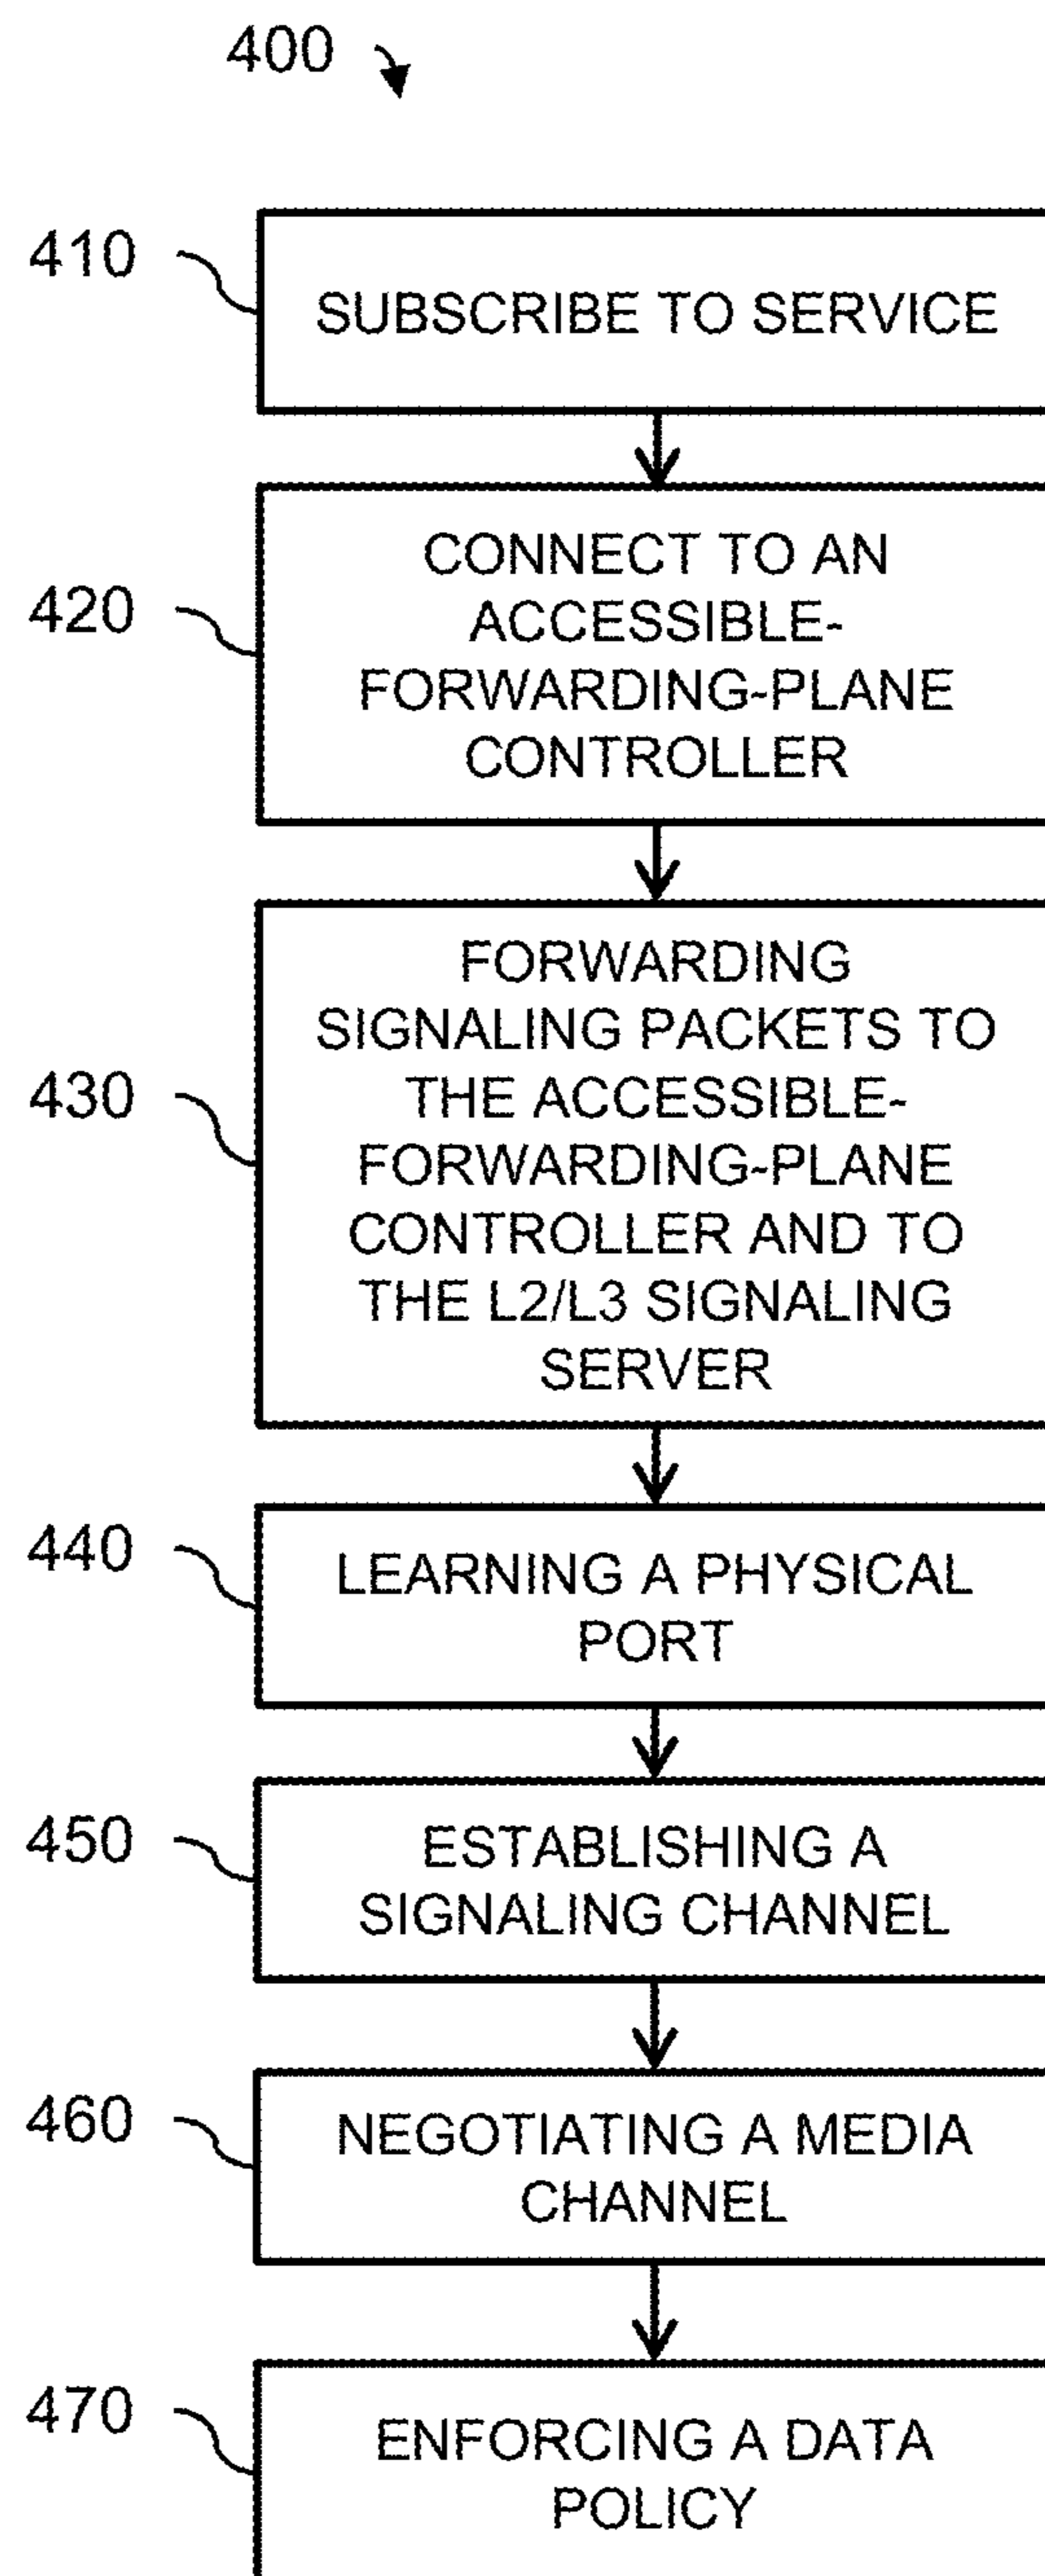 400
410
SUBSCRIBE TO SERVICE
420
CONNECT TO AN
ACCESSIBLE-
FORWARDING-PLANE
CONTROLLER
430
FORWARDING
SIGNALING PACKETS TO
THE ACCESSIBLE-
FORWARDING-PLANE
CONTROLLER AND TO
THE L2/L3 SIGNALING
SERVER
440
LEARNING A PHYSICAL
PORT
450
ESTABLISHING A
SIGNALING CHANNEL
460
NEGOTIATING A MEDIA
CHANNEL
470
ENFORCING A DATA
POLICY